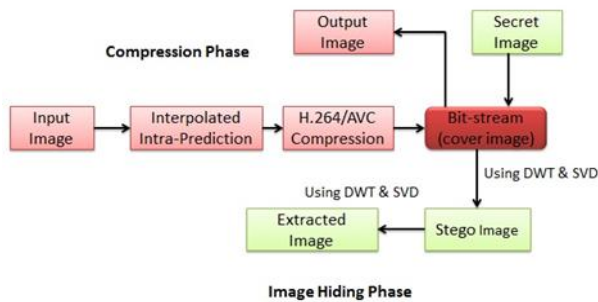 Output
Image
Secret
Image
Compression Phase
Input
Image
Interpolated
Intra-Prediction
H.264/AVC
Compression
Bit-stream
(cover image)
Using DWT & SVD
Using DWT & SVD
Extracted
Image
Stego Image
Image Hiding Phase